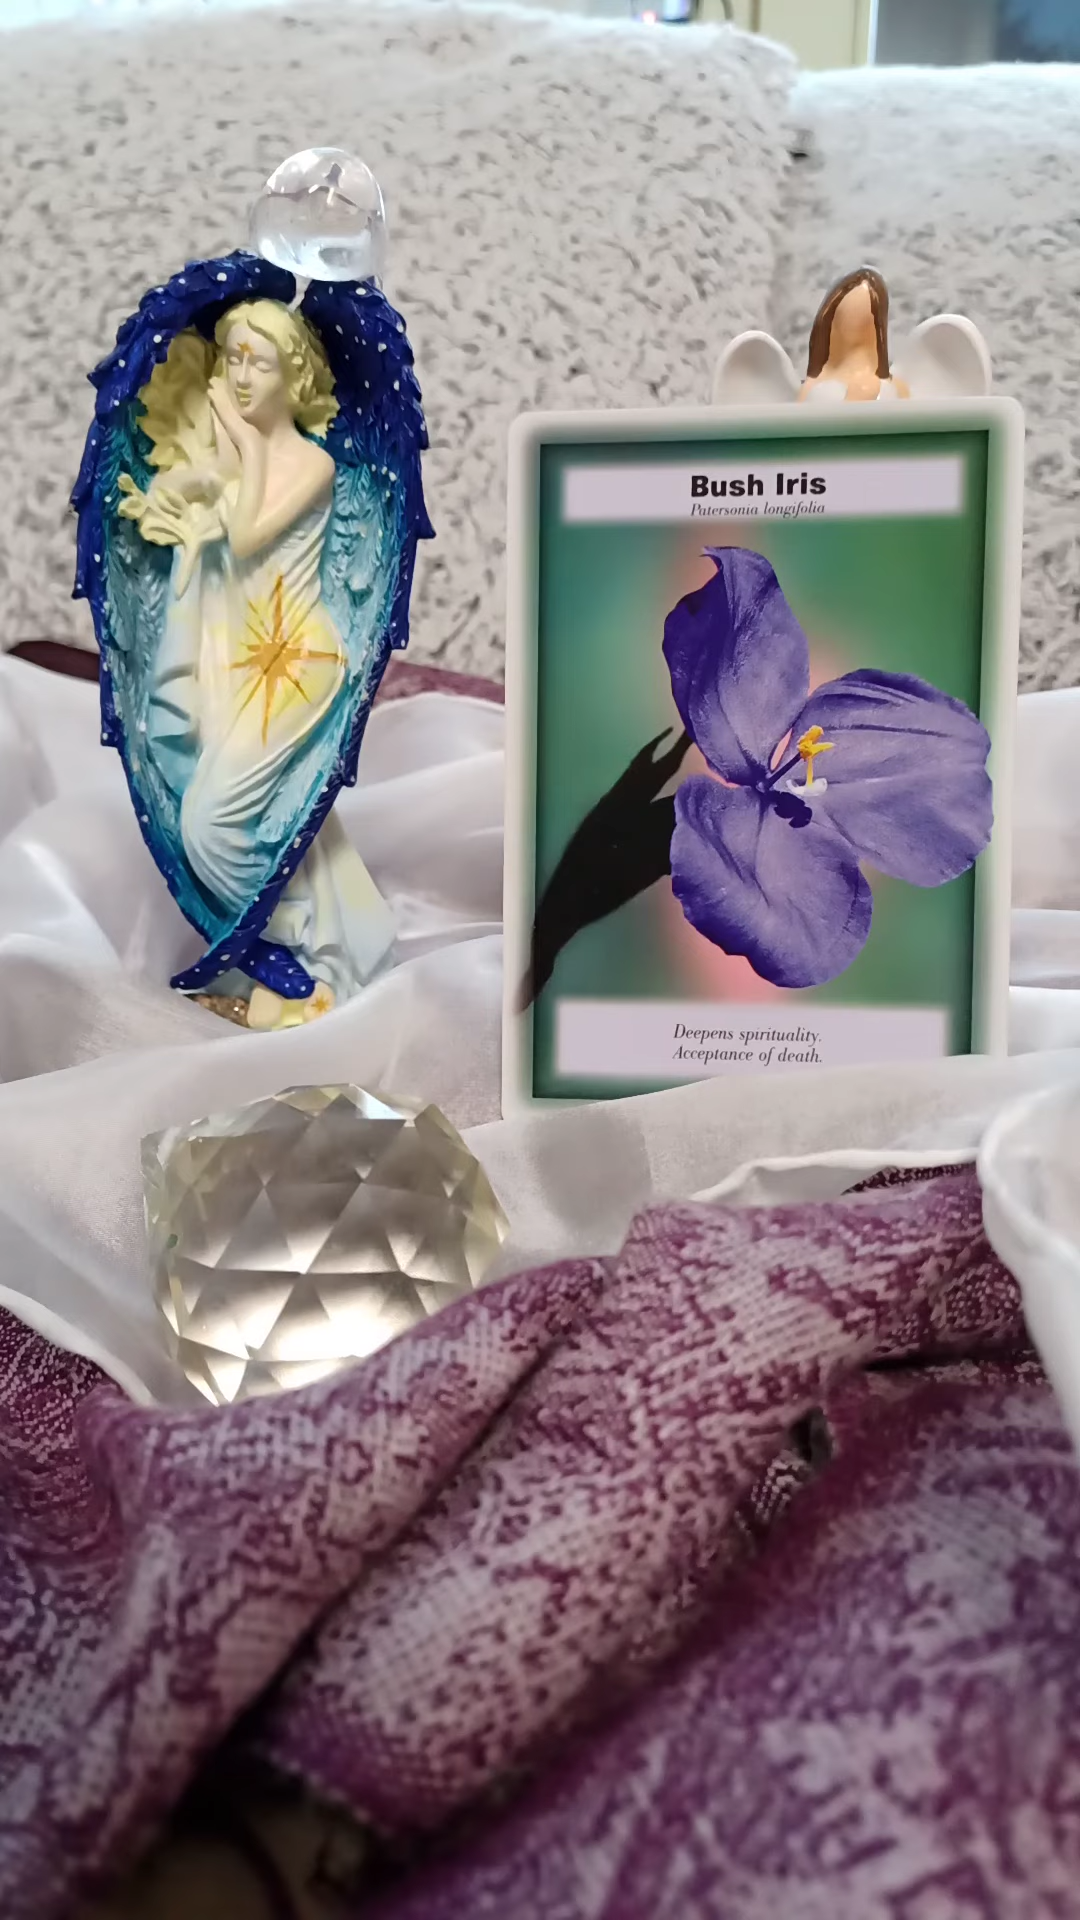 Bush Iris
Patersonia longifolia
Deepens spirituality.
Acceptance of death.